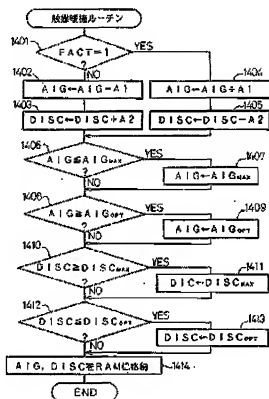 触媒暖機ルーチン
1401
FACT=1
?
YES
NO
1402
AIG←AIG-A1
1404
AIG←AIG+A1
1403
DISC←DISC+A2
1405
DISC←DISC-A2
1406
AIG≦AIGMAX
?
YES
NO
1407
AIG←AIGMAX
1408
AIG≧AIGOPT
?
YES
NO
1409
AIG←AIGOPT
1410
DISC≧DISCMAX
?
YES
NO
1411
DIC←DISCMAX
1412
DISC≦DISCOPT
?
YES
NO
1413
DISC←DISCOPT
AIG, DISCをRAMに格納
1414
END